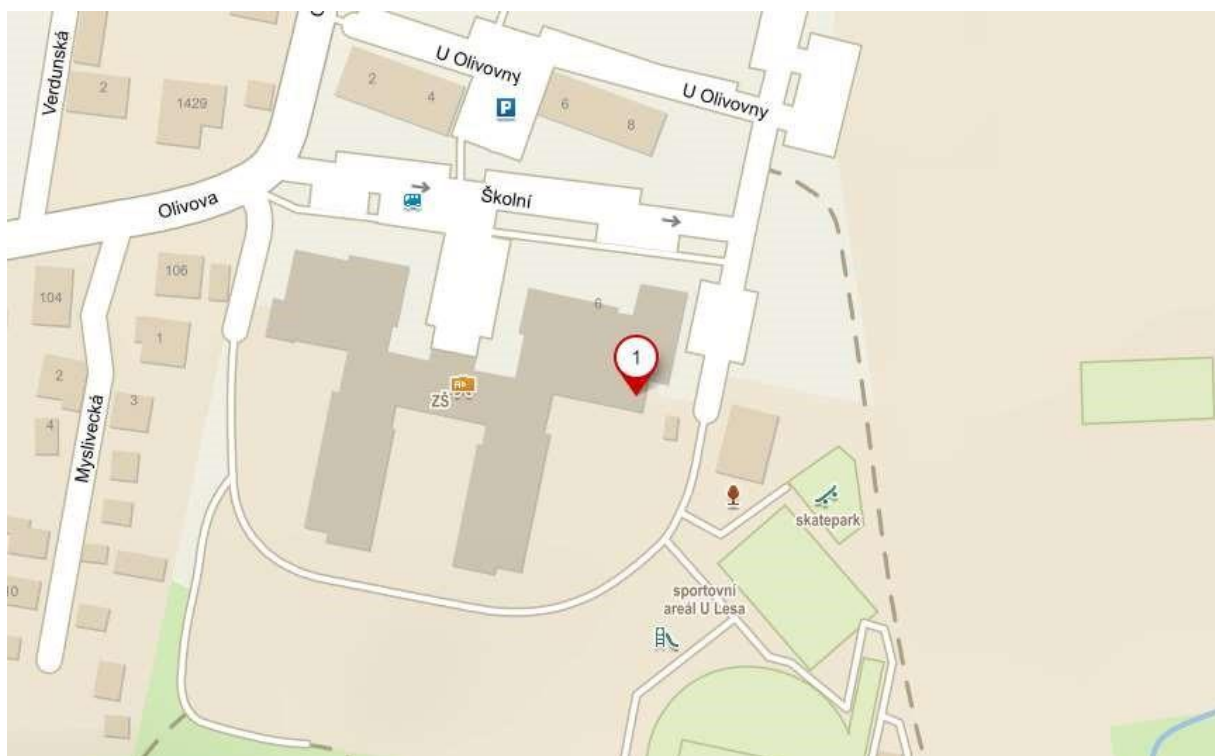 U Olivovny
U Olivovny
Verdunská
2
1429
2
4
P
6
8
Olivova
Školní
104
106
6
1
1
2
3
4
ZŠ
Myslivecká
skatepark
sportovní
areál U Lesa